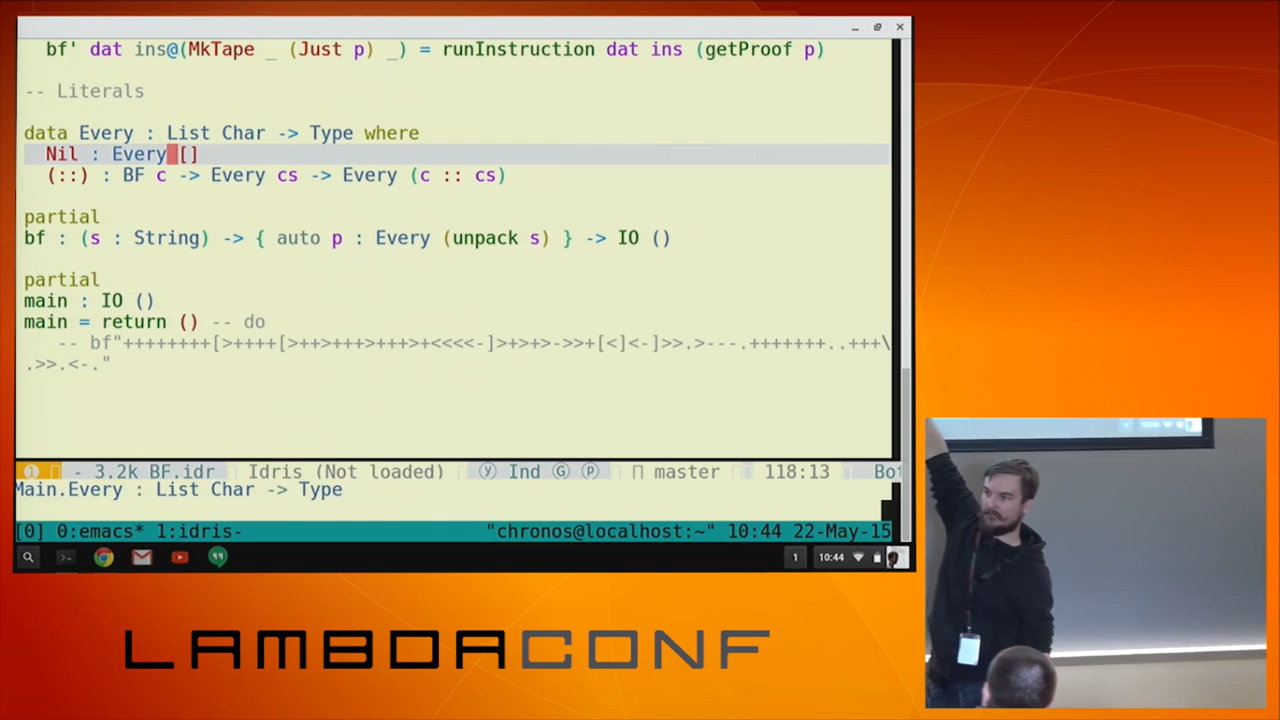 bf' dat ins@(MkTape _ (Just p) _) = runInstruction dat ins (getProof p)
-- Literals
data Every : List Char -> Type where
Nil : Every []
(::) : BF c -> Every cs -> Every (c :: cs)
partial
bf : (s : String) -> { auto p : Every (unpack s) } -> IO ()
partial
main : IO ()
main = return () -- do
-- bf"++++++++[>++++[>++>+++>+++>+<<<<-]>+>+>->>+[<]<-]>>.>---.+++++++..+++\
.>>.<-."
- 3.2k BF.idr Idris (Not loaded) y Ind G p master 118:13 Bot
Main.Every : List Char -> Type
[0] 0:emacs* 1:idris- "chronos@localhost:~" 10:44 22-May-15
1 10:44
LAMBDACONF